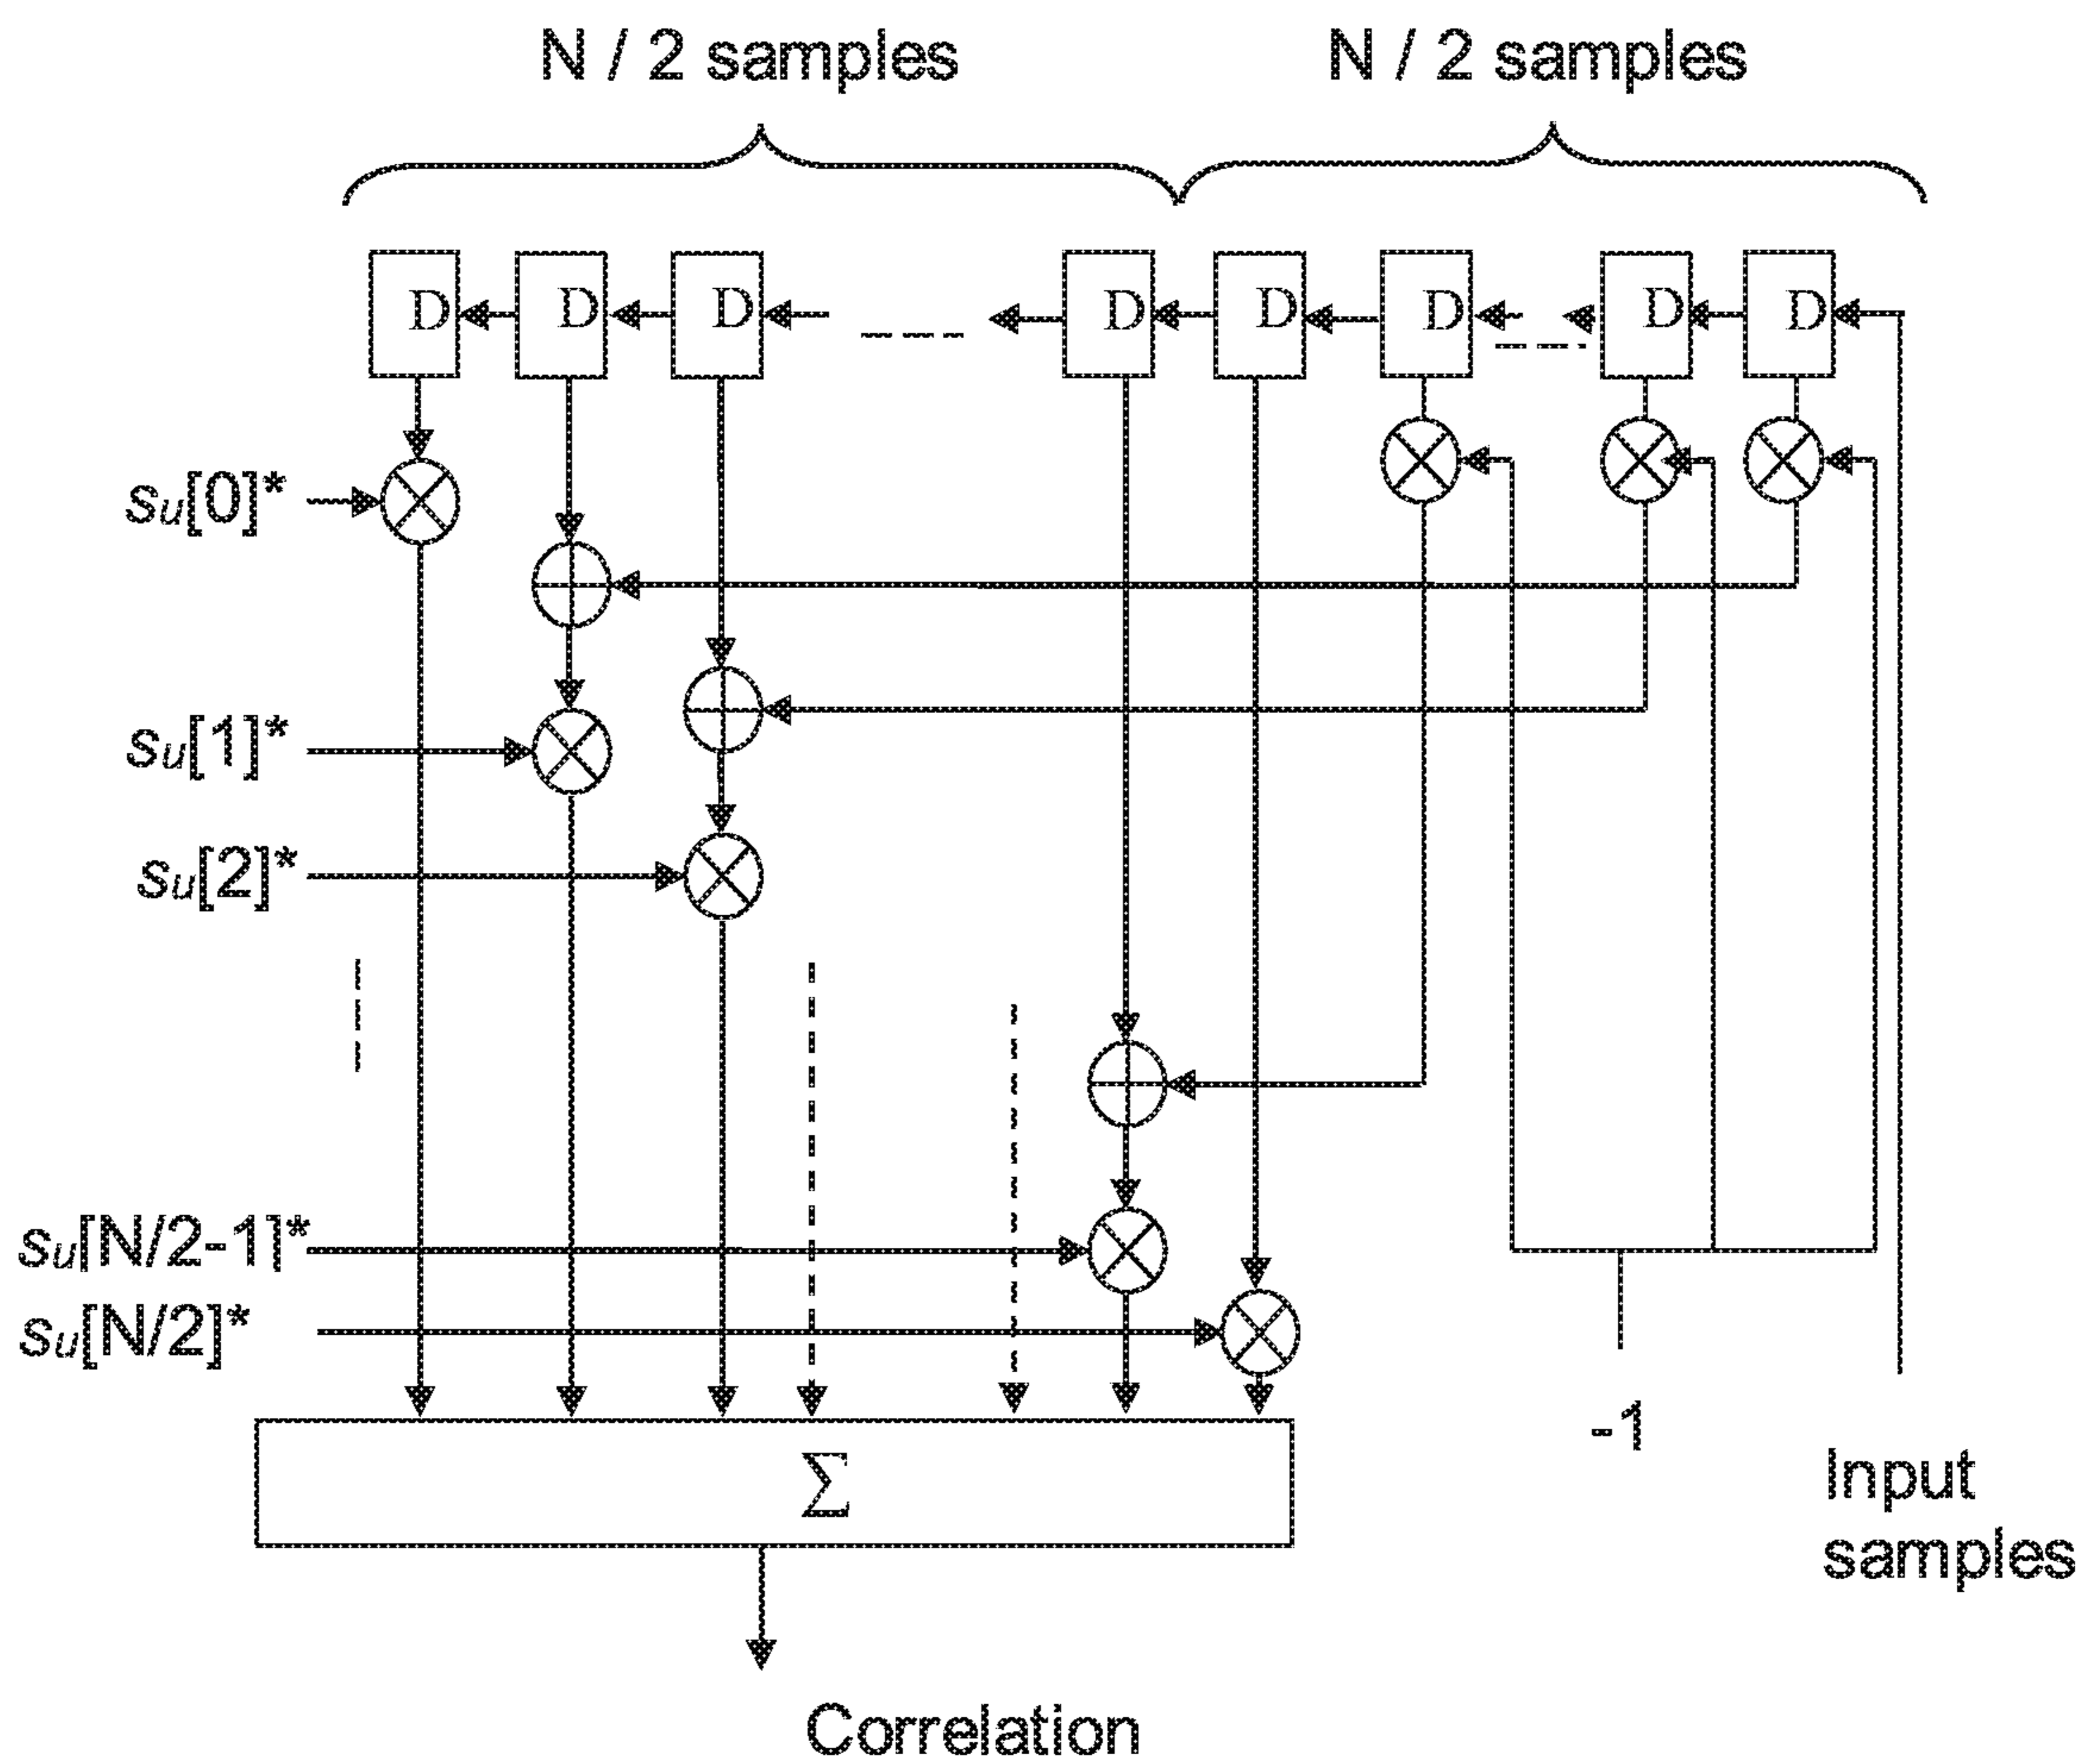 N / 2 samples N / 2 samples
D D D D D D D D
su[0]*
su[1]*
su[2]*
su[N/2-1]*
su[N/2]*
-1
Σ
Input
samples
Correlation